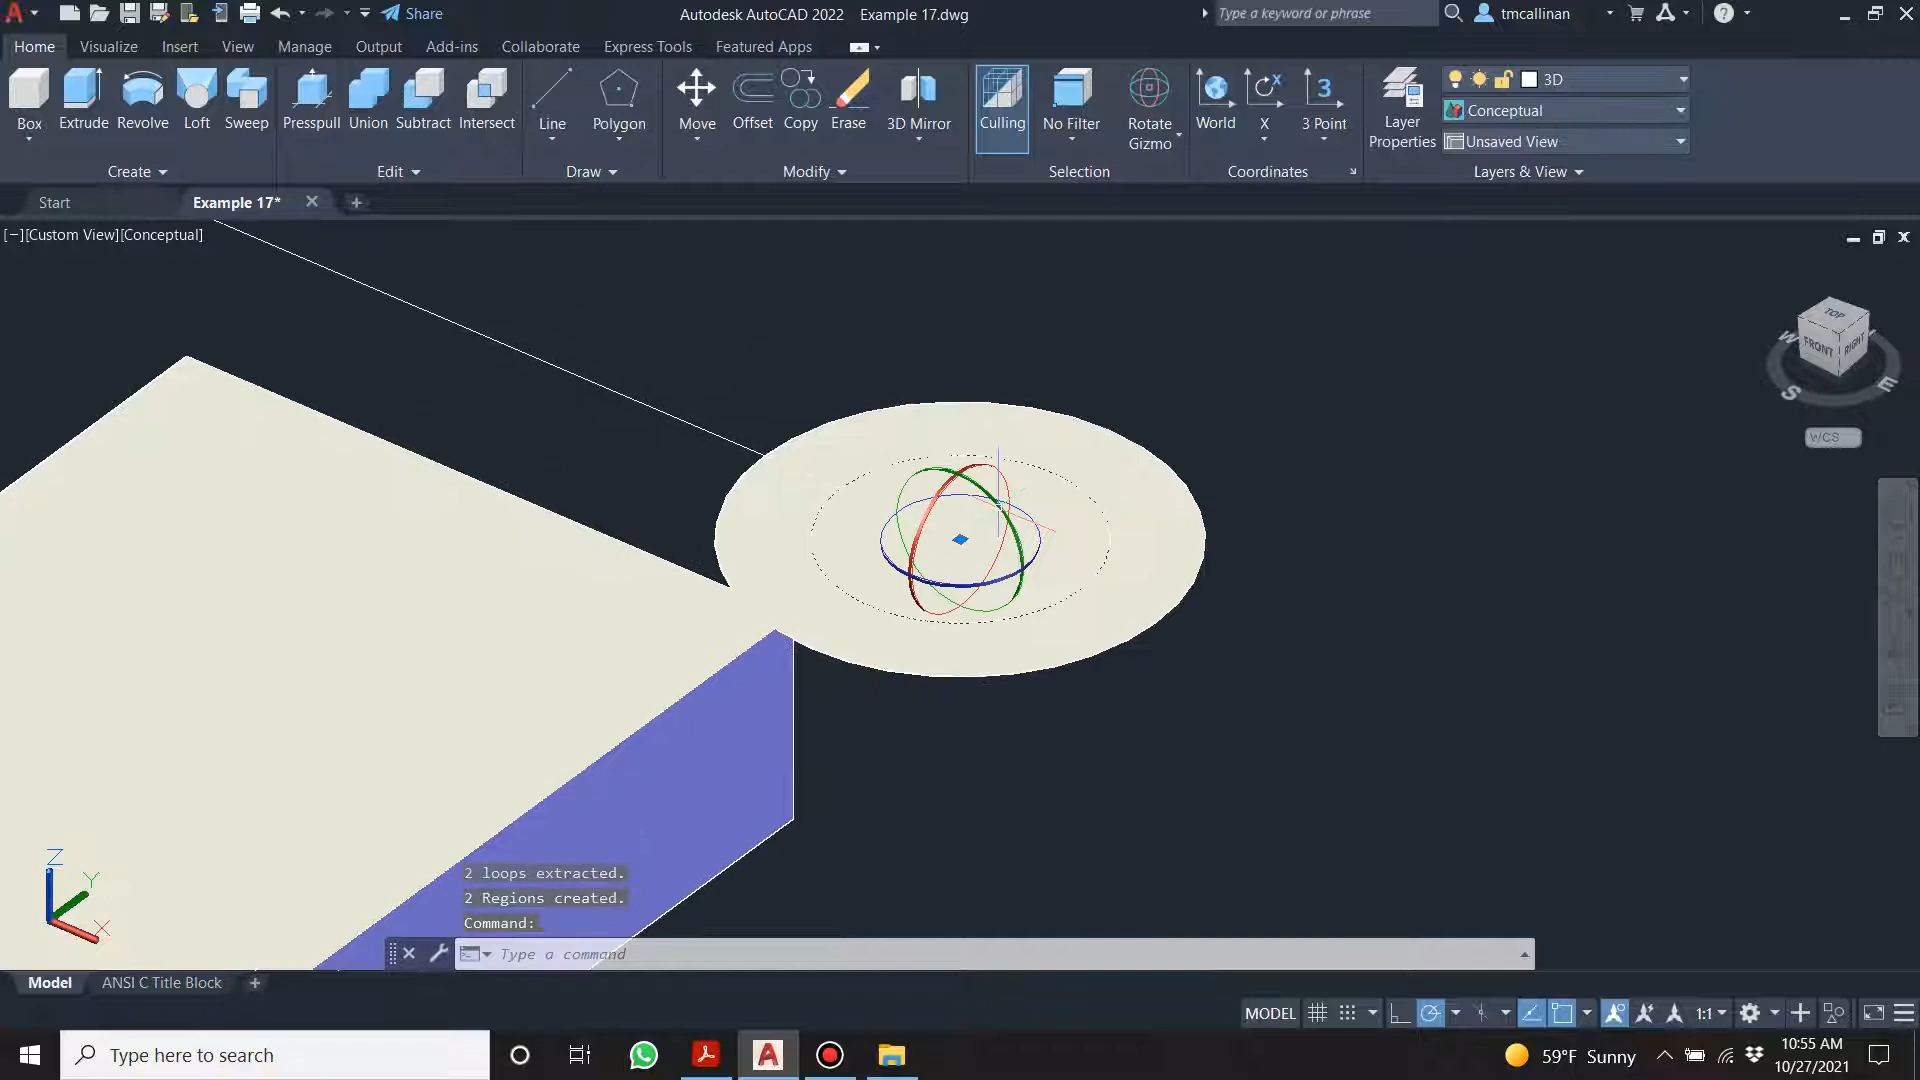 Share
Autodesk AutoCAD 2022 Example 17.dwg
Type a keyword or phrase
tmcallinan
Home Visualize Insert View Manage Output Add-ins Collaborate Express Tools Featured Apps
Box Extrude Revolve Loft Sweep Presspull Union Subtract Intersect Line Polygon Move Offset Copy Erase 3D Mirror Culling No Filter Rotate Gizmo World X 3 Point Layer Properties
3D
Conceptual
Unsaved View
Create Edit Draw Modify Selection Coordinates Layers & View
Start Example 17*
[−][Custom View][Conceptual]
TOP
FRONT RIGHT
W
S E
WCS
Z
Y
X
2 loops extracted.
2 Regions created.
Command:
Type a command
Model ANSI C Title Block
MODEL 1:1
Type here to search
59°F Sunny
10:55 AM
10/27/2021